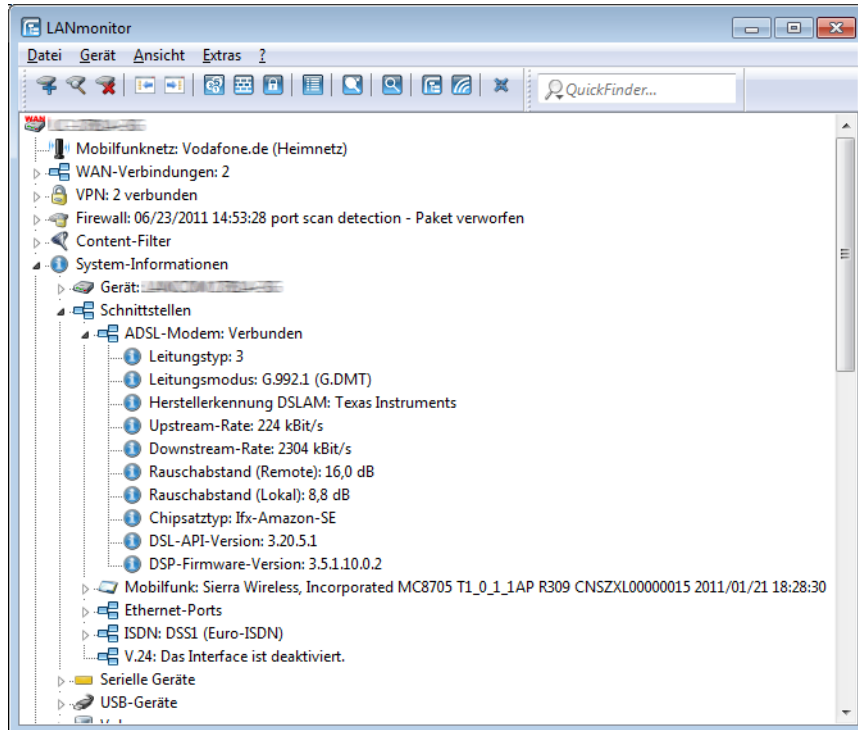 LANmonitor
Datei Gerät Ansicht Extras ?
QuickFinder...
WAN
Mobilfunknetz: Vodafone.de (Heimnetz)
WAN-Verbindungen: 2
VPN: 2 verbunden
Firewall: 06/23/2011 14:53:28 port scan detection - Paket verworfen
Content-Filter
System-Informationen
Gerät:
Schnittstellen
ADSL-Modem: Verbunden
Leitungstyp: 3
Leitungsmodus: G.992.1 (G.DMT)
Herstellerkennung DSLAM: Texas Instruments
Upstream-Rate: 224 kBit/s
Downstream-Rate: 2304 kBit/s
Rauschabstand (Remote): 16,0 dB
Rauschabstand (Lokal): 8,8 dB
Chipsatztyp: Ifx-Amazon-SE
DSL-API-Version: 3.20.5.1
DSP-Firmware-Version: 3.5.1.10.0.2
Mobilfunk: Sierra Wireless, Incorporated MC8705 T1_0_1_1AP R309 CNSZXL00000015 2011/01/21 18:28:30
Ethernet-Ports
ISDN: DSS1 (Euro-ISDN)
V.24: Das Interface ist deaktiviert.
Serielle Geräte
USB-Geräte